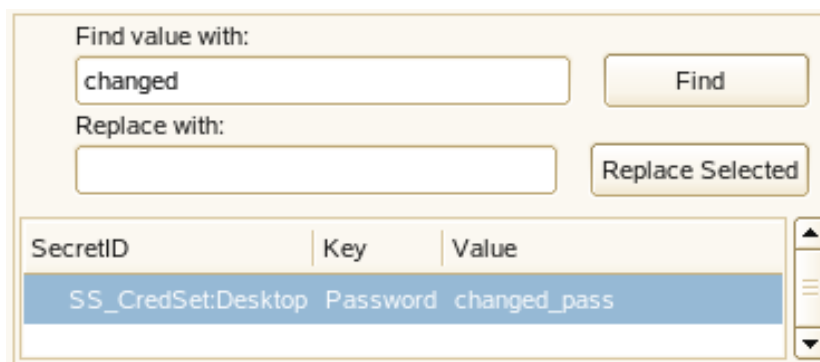 Find value with:
changed
Find
Replace with:
Replace Selected
SecretID Key Value
SS_CredSet:Desktop Password changed_pass